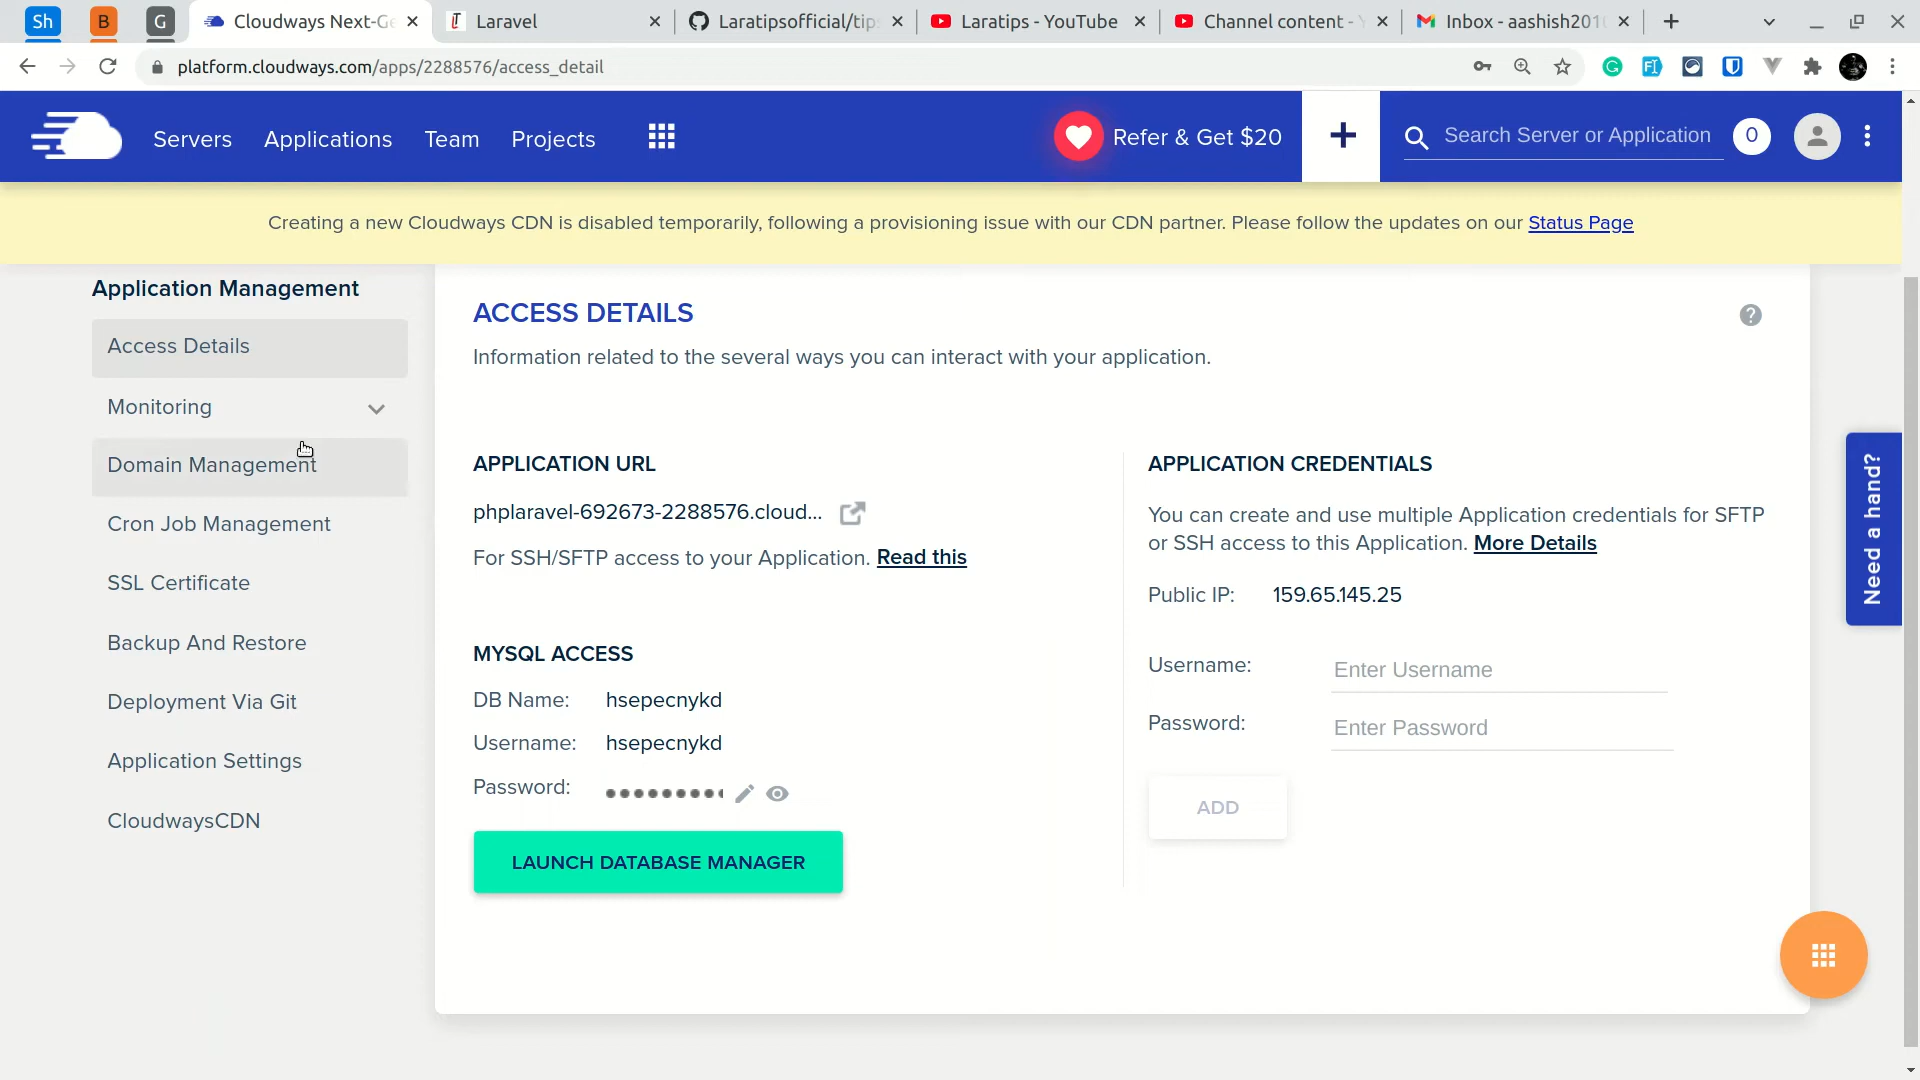 Sh
B
G
Cloudways Next-Ge
Laravel
Laratipsofficial/tip
Laratips - YouTube
Channel content -
Inbox - aashish201
platform.cloudways.com/apps/2288576/access_detail
Servers
Applications
Team
Projects
Refer & Get $20
+
Search Server or Application
0
Creating a new Cloudways CDN is disabled temporarily, following a provisioning issue with our CDN partner. Please follow the updates on our Status Page
Application Management
Access Details
Monitoring
Domain Management
Cron Job Management
SSL Certificate
Backup And Restore
Deployment Via Git
Application Settings
CloudwaysCDN
ACCESS DETAILS
?
Information related to the several ways you can interact with your application.
APPLICATION URL
phplaravel-692673-2288576.cloud...
For SSH/SFTP access to your Application. Read this
MYSQL ACCESS
DB Name: hsepecnykd
Username: hsepecnykd
Password: ••••••••••
LAUNCH DATABASE MANAGER
APPLICATION CREDENTIALS
You can create and use multiple Application credentials for SFTP
or SSH access to this Application. More Details
Public IP: 159.65.145.25
Username: Enter Username
Password: Enter Password
ADD
Need a hand?